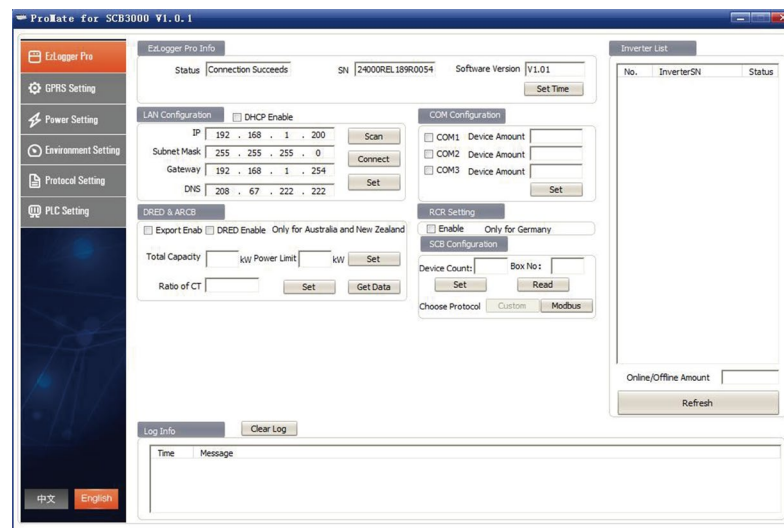 ProMate for SCB3000 V1.0.1
EzLogger Pro
GPRS Setting
Power Setting
Environment Setting
Protocol Setting
PLC Setting
中文 English
EzLogger Pro Info
Status Connection Succeeds SN 24000REL189R0054 Software Version V1.01
Set Time
LAN Configuration DHCP Enable
IP 192 . 168 . 1 . 200 Scan
Subnet Mask 255 . 255 . 255 . 0 Connect
Gateway 192 . 168 . 1 . 254
DNS 208 . 67 . 222 . 222 Set
COM Configuration
COM1 Device Amount
COM2 Device Amount
COM3 Device Amount
Set
DRED & ARCB
Export Enab DRED Enable Only for Australia and New Zealand
Total Capacity kW Power Limit kW Set
Ratio of CT Set Get Data
RCR Setting
Enable Only for Germany
SCB Configuration
Device Count: Box No:
Set Read
Choose Protocol Custom Modbus
Inverter List
No. InverterSN Status
Online/Offline Amount
Refresh
Log Info Clear Log
Time Message